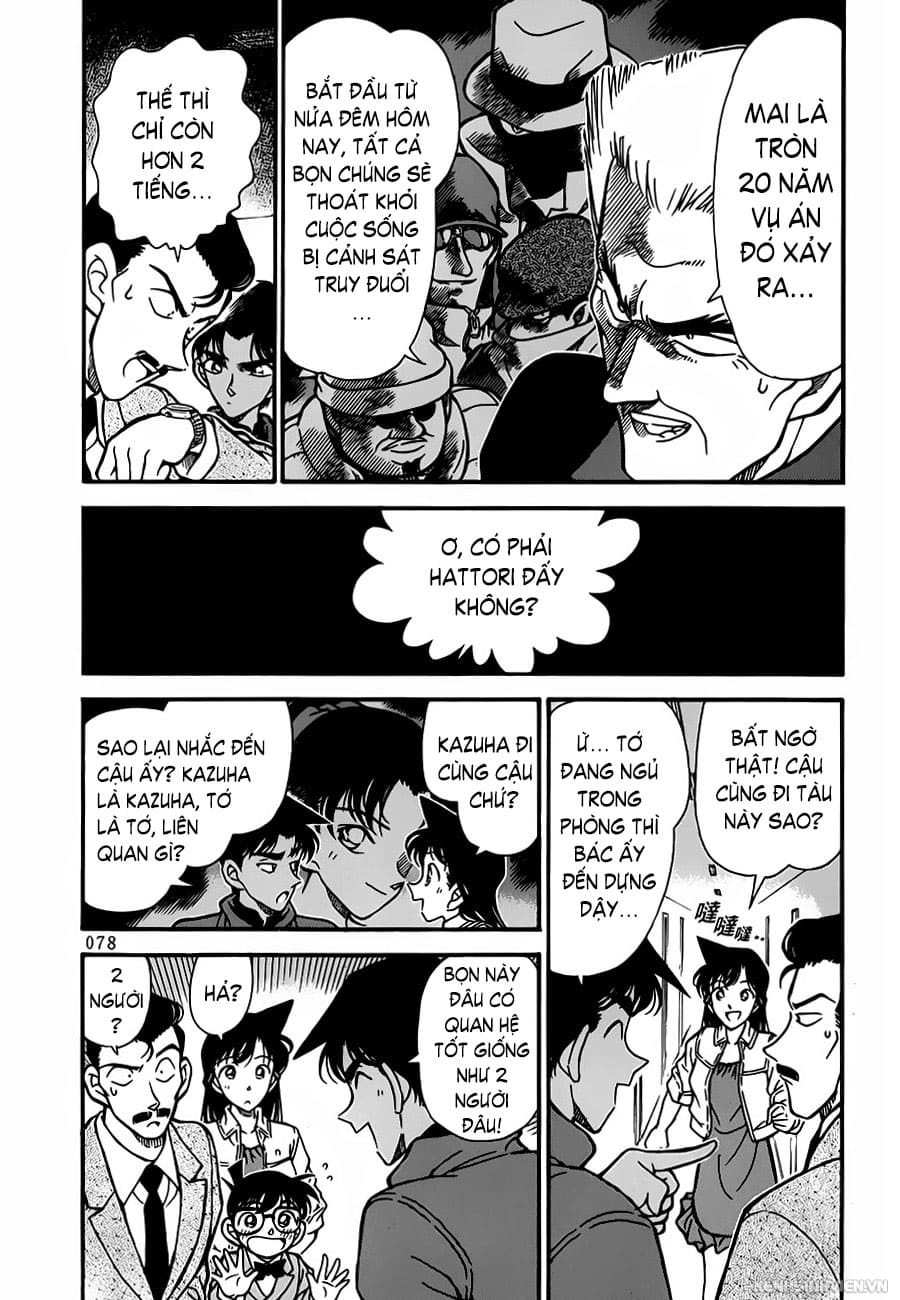 MAI LÀ
TRÒN
20 NĂM
VỤ ÁN
ĐÓ XẢY
RA...
BẮT ĐẦU TỪ
NỬA ĐÊM HÔM
NAY, TẤT CẢ
BỌN CHÚNG SẼ
THOÁT KHỎI
CUỘC SỐNG
BỊ CẢNH SÁT
TRUY ĐUỔI
...
THẾ THÌ
CHỈ CÒN
HƠN 2
TIẾNG...
Ơ, CÓ PHẢI
HATTORI ĐẤY
KHÔNG?
BẤT NGỜ
THẬT! CẬU
CŨNG ĐI TÀU
NÀY SAO?
Ừ... TỚ
ĐANG NGỦ
TRONG
PHÒNG THÌ
BÁC ẤY
ĐẾN DỰNG
DẬY...
噠噠噠..
KAZUHA ĐI
CÙNG CẬU
CHỨ?
SAO LẠI NHẮC ĐẾN
CẬU ẤY? KAZUHA
LÀ KAZUHA, TỚ
LÀ TỚ, LIÊN
QUAN GÌ?
078
BỌN NÀY
ĐÂU CÓ
QUAN HỆ
TỐT GIỐNG
NHƯ 2
NGƯỜI
ĐÂU!
HẢ?
2
NGƯỜI
?